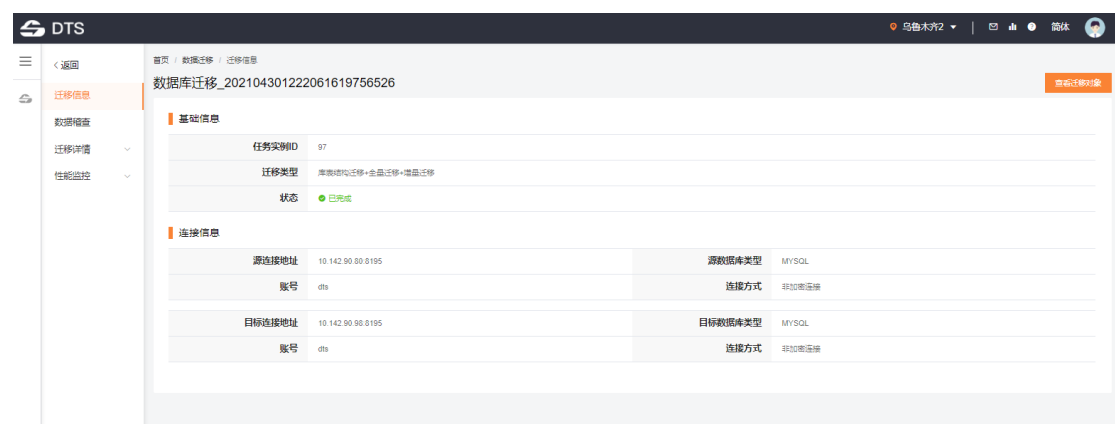 DTS
乌鲁木齐2
简体
<返回
首页 / 数据迁移 / 迁移信息
数据库迁移_202104301222061619756526
查看迁移对象
迁移信息
数据稽查
迁移详情
性能监控
基础信息
任务实例ID 97
迁移类型 库表结构迁移+全量迁移+增量迁移
状态 已完成
连接信息
源连接地址 10.142.90.80:8195 源数据库类型 MYSQL
账号 dts 连接方式 非加密连接
目标连接地址 10.142.90.98:8195 目标数据库类型 MYSQL
账号 dts 连接方式 非加密连接